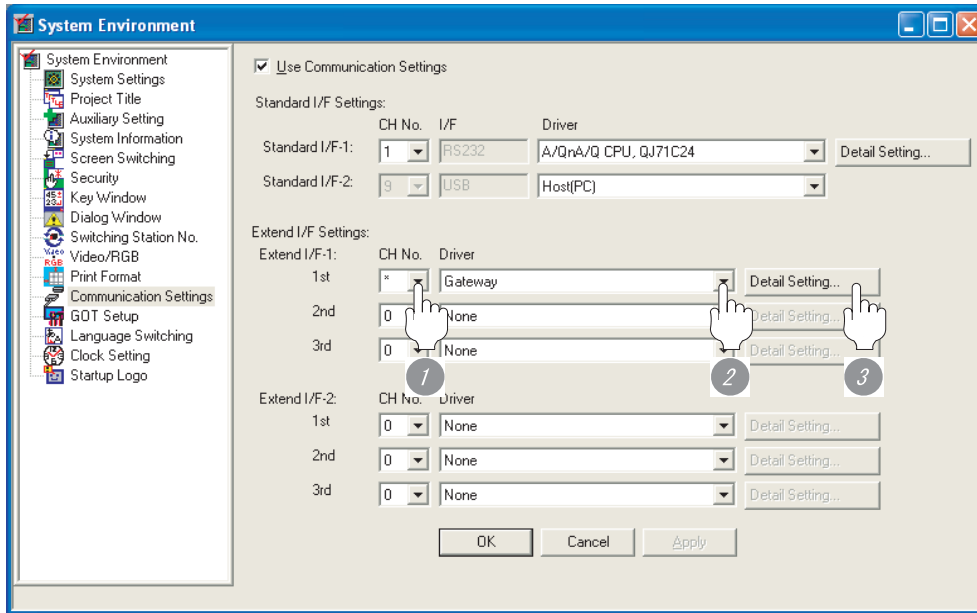 System Environment
System Environment
System Settings
Project Title
Auxiliary Setting
System Information
Screen Switching
Security
Key Window
Dialog Window
Switching Station No.
Video/RGB
Print Format
Communication Settings
GOT Setup
Language Switching
Clock Setting
Startup Logo
Use Communication Settings
Standard I/F Settings:
CH No. I/F Driver
Standard I/F-1: 1 RS232 A/QnA/Q CPU, QJ71C24 Detail Setting...
Standard I/F-2: 9 USB Host(PC)
Extend I/F Settings:
Extend I/F-1: CH No. Driver
1st * Gateway Detail Setting...
2nd 0 None Detail Setting...
3rd 0 None Detail Setting...
1 2 3
Extend I/F-2: CH No. Driver
1st 0 None Detail Setting...
2nd 0 None Detail Setting...
3rd 0 None Detail Setting...
OK Cancel Apply